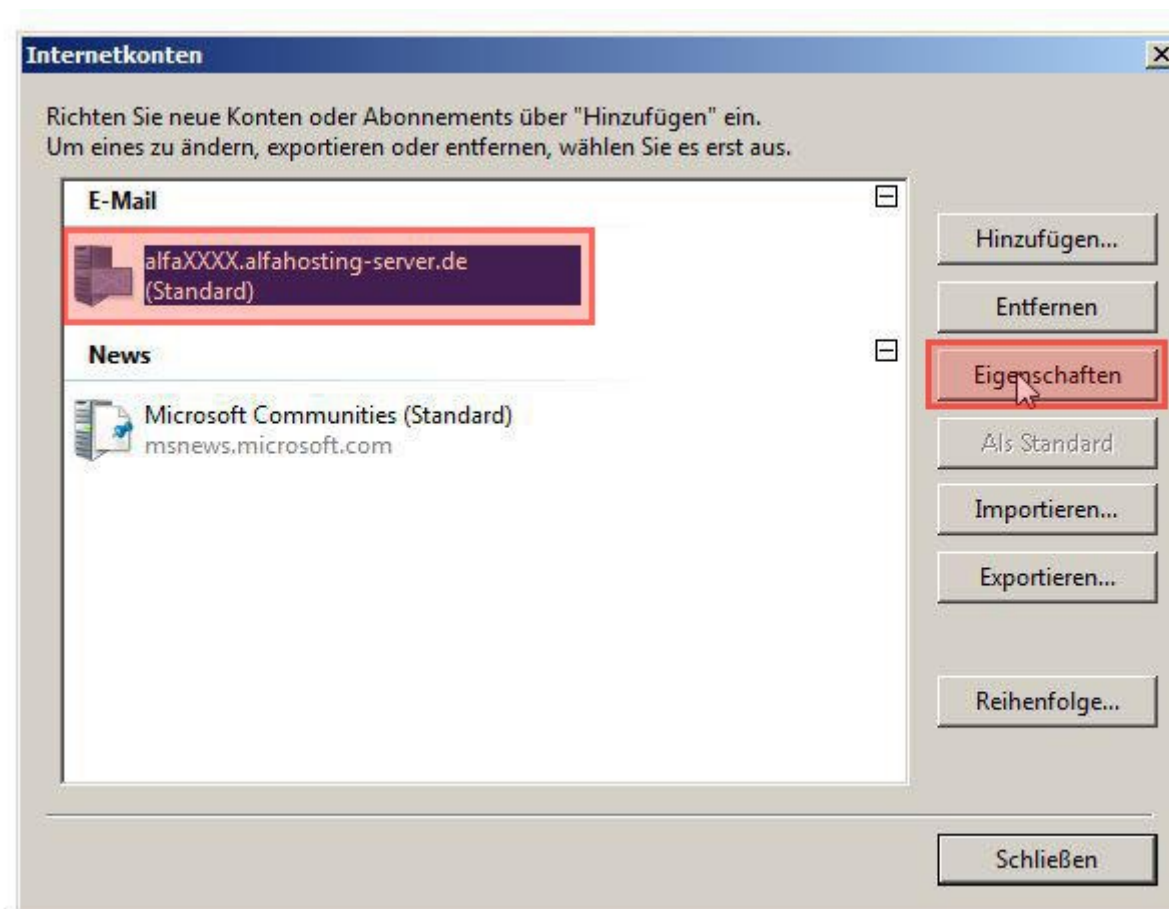 Internetkonten
Richten Sie neue Konten oder Abonnements über "Hinzufügen" ein.
Um eines zu ändern, exportieren oder entfernen, wählen Sie es erst aus.
E-Mail
alfaXXXX.alfahosting-server.de
(Standard)
News
Microsoft Communities (Standard)
msnews.microsoft.com
Hinzufügen...
Entfernen
Eigenschaften
Als Standard
Importieren...
Exportieren...
Reihenfolge...
Schließen